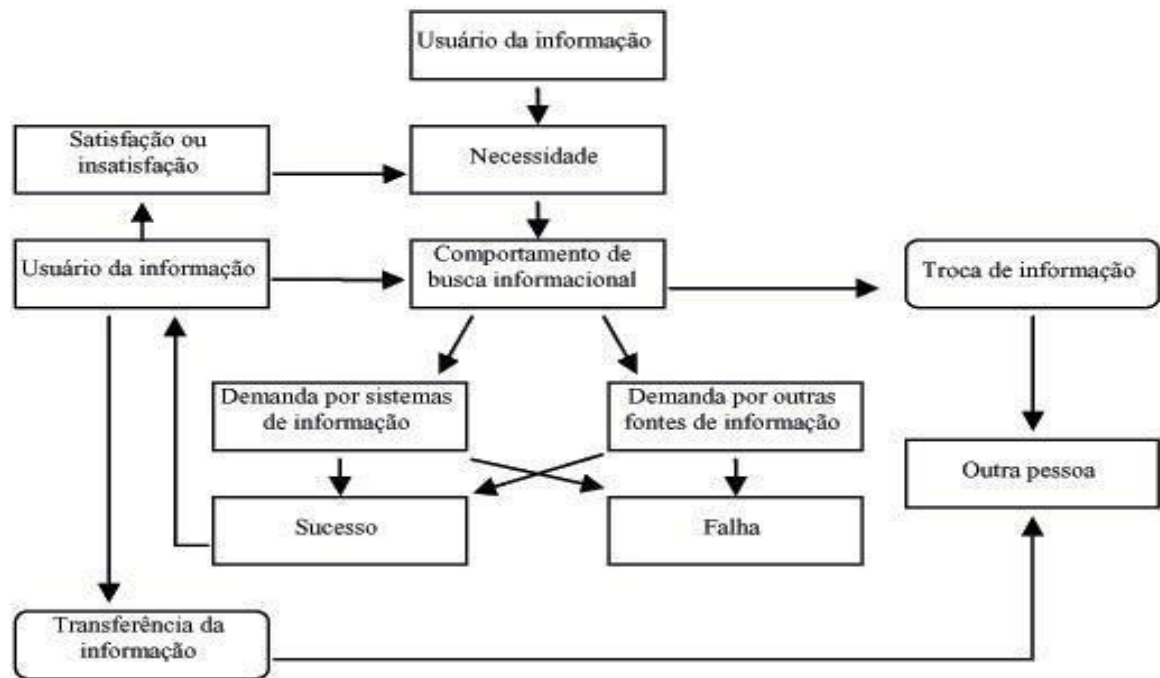 Usuário da informação
Satisfação ou
insatisfação
Necessidade
Usuário da informação
Comportamento de
busca informacional
Troca de informação
Demanda por sistemas
de informação
Demanda por outras
fontes de informação
Outra pessoa
Sucesso
Falha
Transferência da
informação